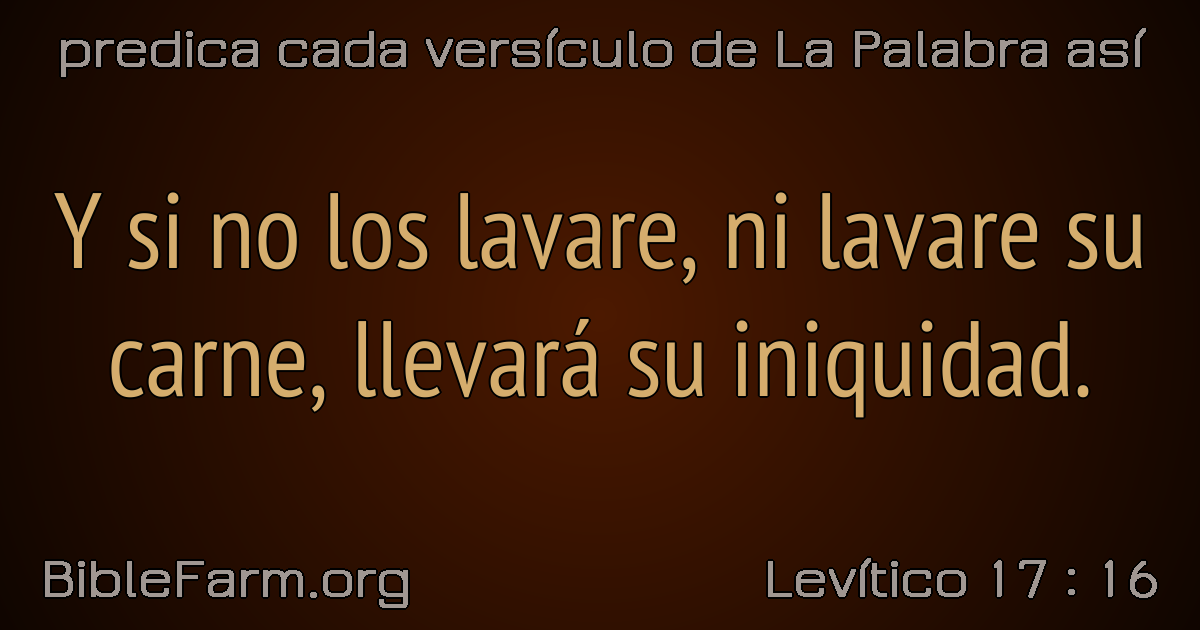 predica cada versículo de La Palabra así
Y si no los lavare, ni lavare su
carne, llevará su iniquidad.
BibleFarm.org
Levítico 17 : 16